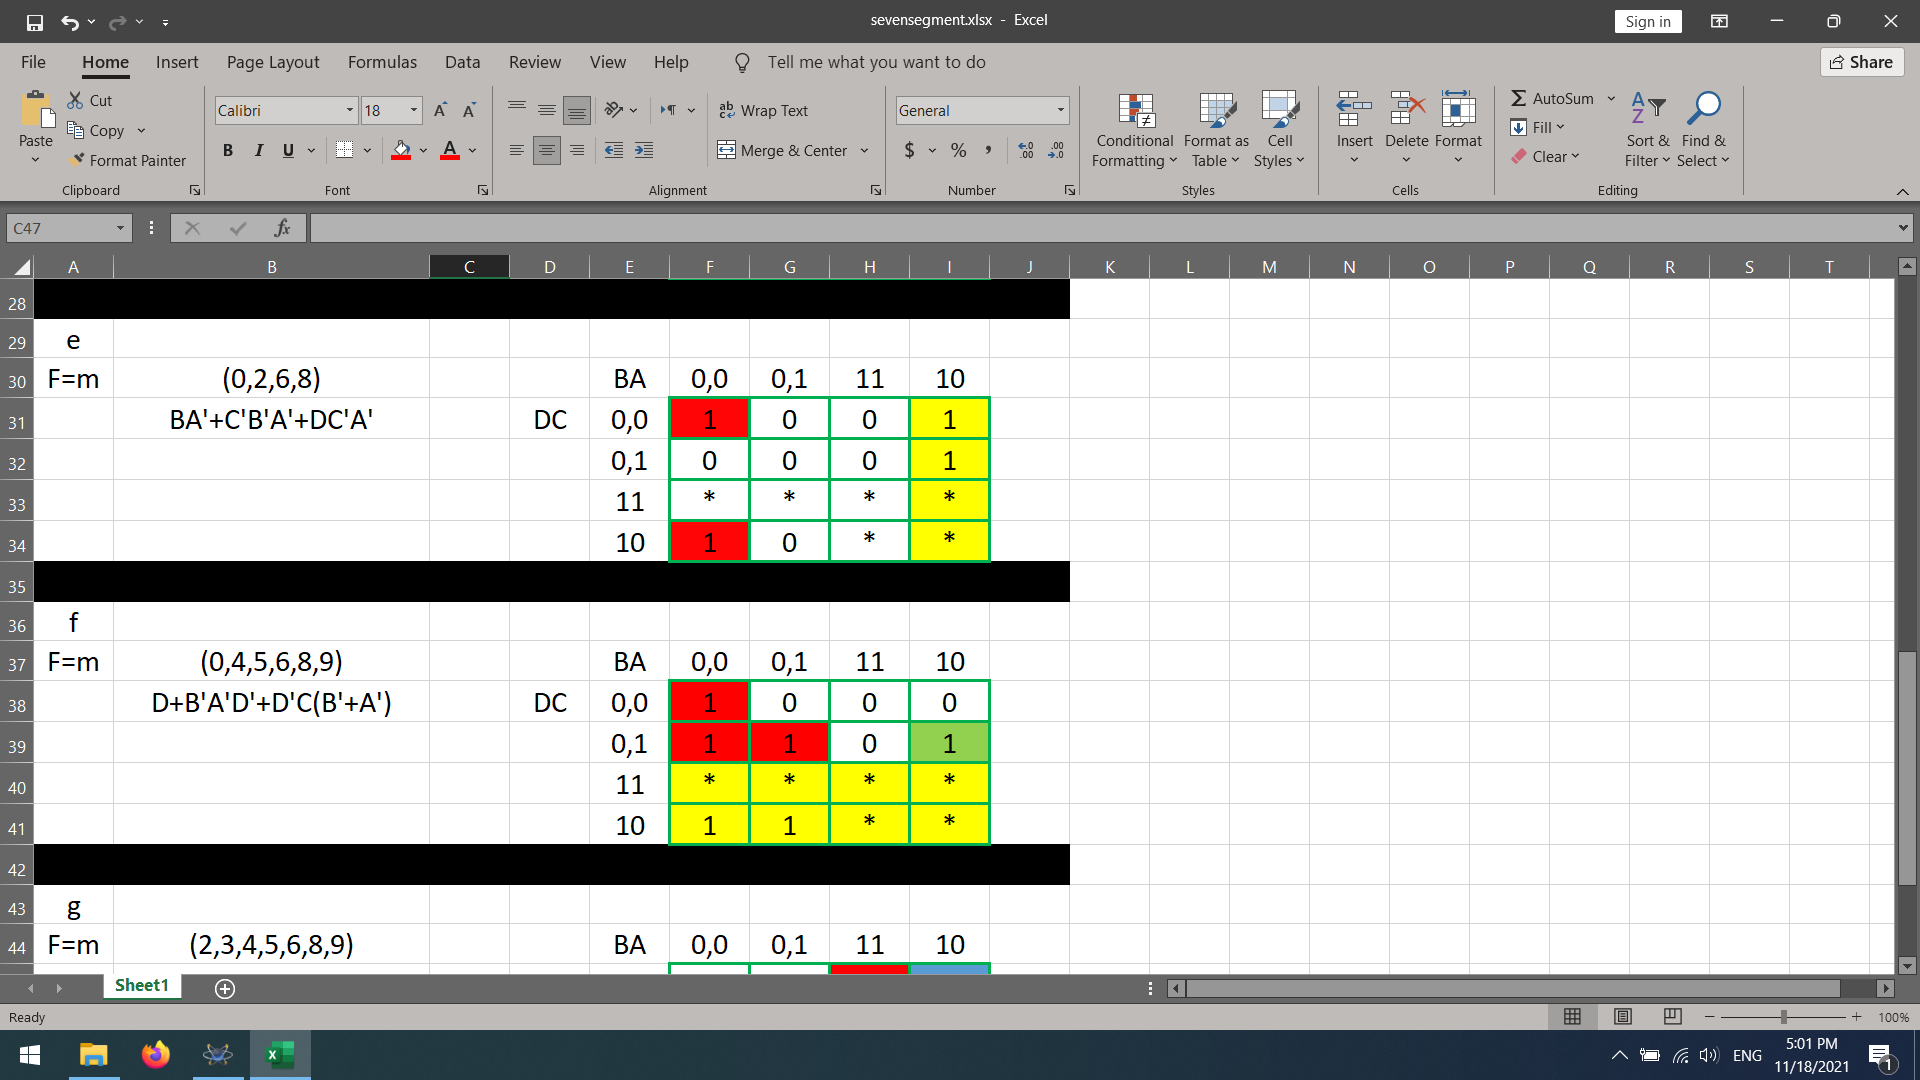 sevensegment.xlsx - Excel
Sign in
File Home Insert Page Layout Formulas Data Review View Help Tell me what you want to do Share
Paste
Cut
Copy
Format Painter
Clipboard
Calibri 18
B I U
Font
Wrap Text
Merge & Center
Alignment
General
$ % ,
Number
Conditional Formatting
Format as Table
Cell Styles
Styles
Insert Delete Format
Cells
AutoSum
Fill
Clear
Sort & Filter
Find & Select
Editing
C47 fx
A B C D E F G H I J K L M N O P Q R S T
28
29 e
30 F=m (0,2,6,8) BA 0,0 0,1 11 10
31 BA'+C'B'A'+DC'A' DC 0,0 1 0 0 1
32 0,1 0 0 0 1
33 11 * * * *
34 10 1 0 * *
35
36 f
37 F=m (0,4,5,6,8,9) BA 0,0 0,1 11 10
38 D+B'A'D'+D'C(B'+A') DC 0,0 1 0 0 0
39 0,1 1 1 0 1
40 11 * * * *
41 10 1 1 * *
42
43 g
44 F=m (2,3,4,5,6,8,9) BA 0,0 0,1 11 10
Sheet1
Ready 100%
ENG 5:01 PM
11/18/2021 1